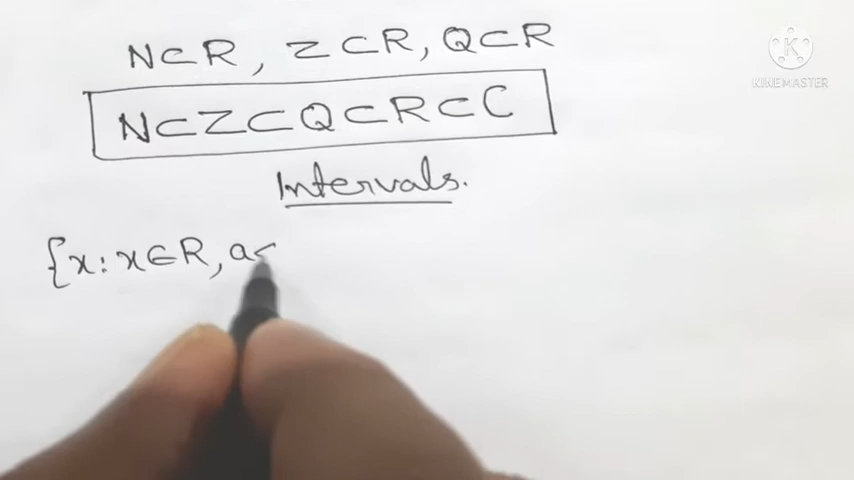 N⊂R, Z⊂R, Q⊂R
N⊂Z⊂Q⊂R⊂C
Intervals.
{x: x∈R, a<
K
KINEMASTER